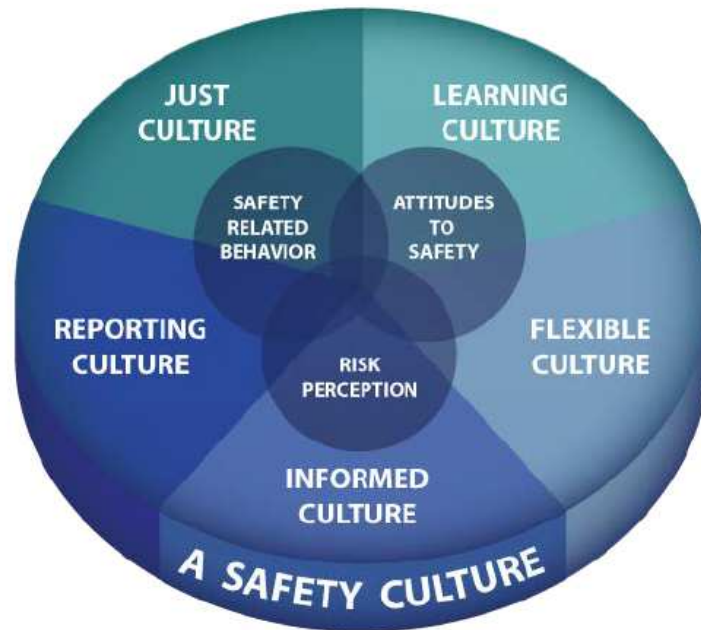 JUST
CULTURE
LEARNING
CULTURE
SAFETY
RELATED
BEHAVIOR
ATTITUDES
TO
SAFETY
REPORTING
CULTURE
FLEXIBLE
CULTURE
RISK
PERCEPTION
INFORMED
CULTURE
A SAFETY CULTURE